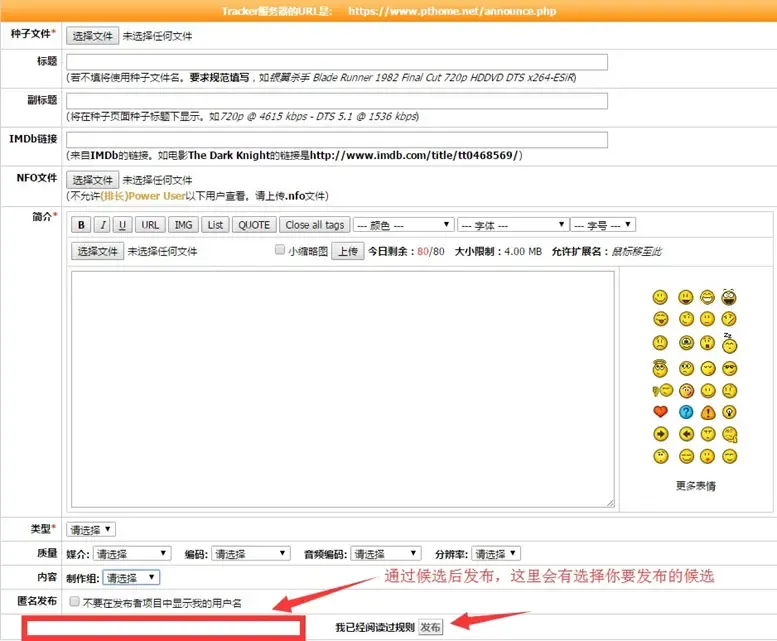 Tracker服务器的URL是: https://www.pthome.net/announce.php
种子文件* 选择文件 未选择任何文件
标题
(若不填将使用种子文件名。要求规范填写，如银翼杀手 Blade Runner 1982 Final Cut 720p HDDVD DTS x264-ESiR)
副标题
(将在种子页面种子标题下显示。如720p @ 4615 kbps - DTS 5.1 @ 1536 kbps)
IMDb链接
(来自IMDb的链接。如电影The Dark Knight的链接是http://www.imdb.com/title/tt0468569/)
NFO文件 选择文件 未选择任何文件
(不允许(排长)Power User以下用户查看。请上传.nfo文件)
简介* B I U URL IMG List QUOTE Close all tags --- 颜色 --- --- 字体 --- --- 字号 ---
选择文件 未选择任何文件 小缩略图 上传 今日剩余：80/80 大小限制：4.00 MB 允许扩展名：鼠标移至此
zz
更多表情
类型* 请选择
质量 媒介: 请选择 编码: 请选择 音频编码: 请选择 分辨率: 请选择
内容 制作组: 请选择 通过候选后发布，这里会有选择你要发布的候选
匿名发布 不要在发布者项目中显示我的用户名
我已经阅读过规则 发布